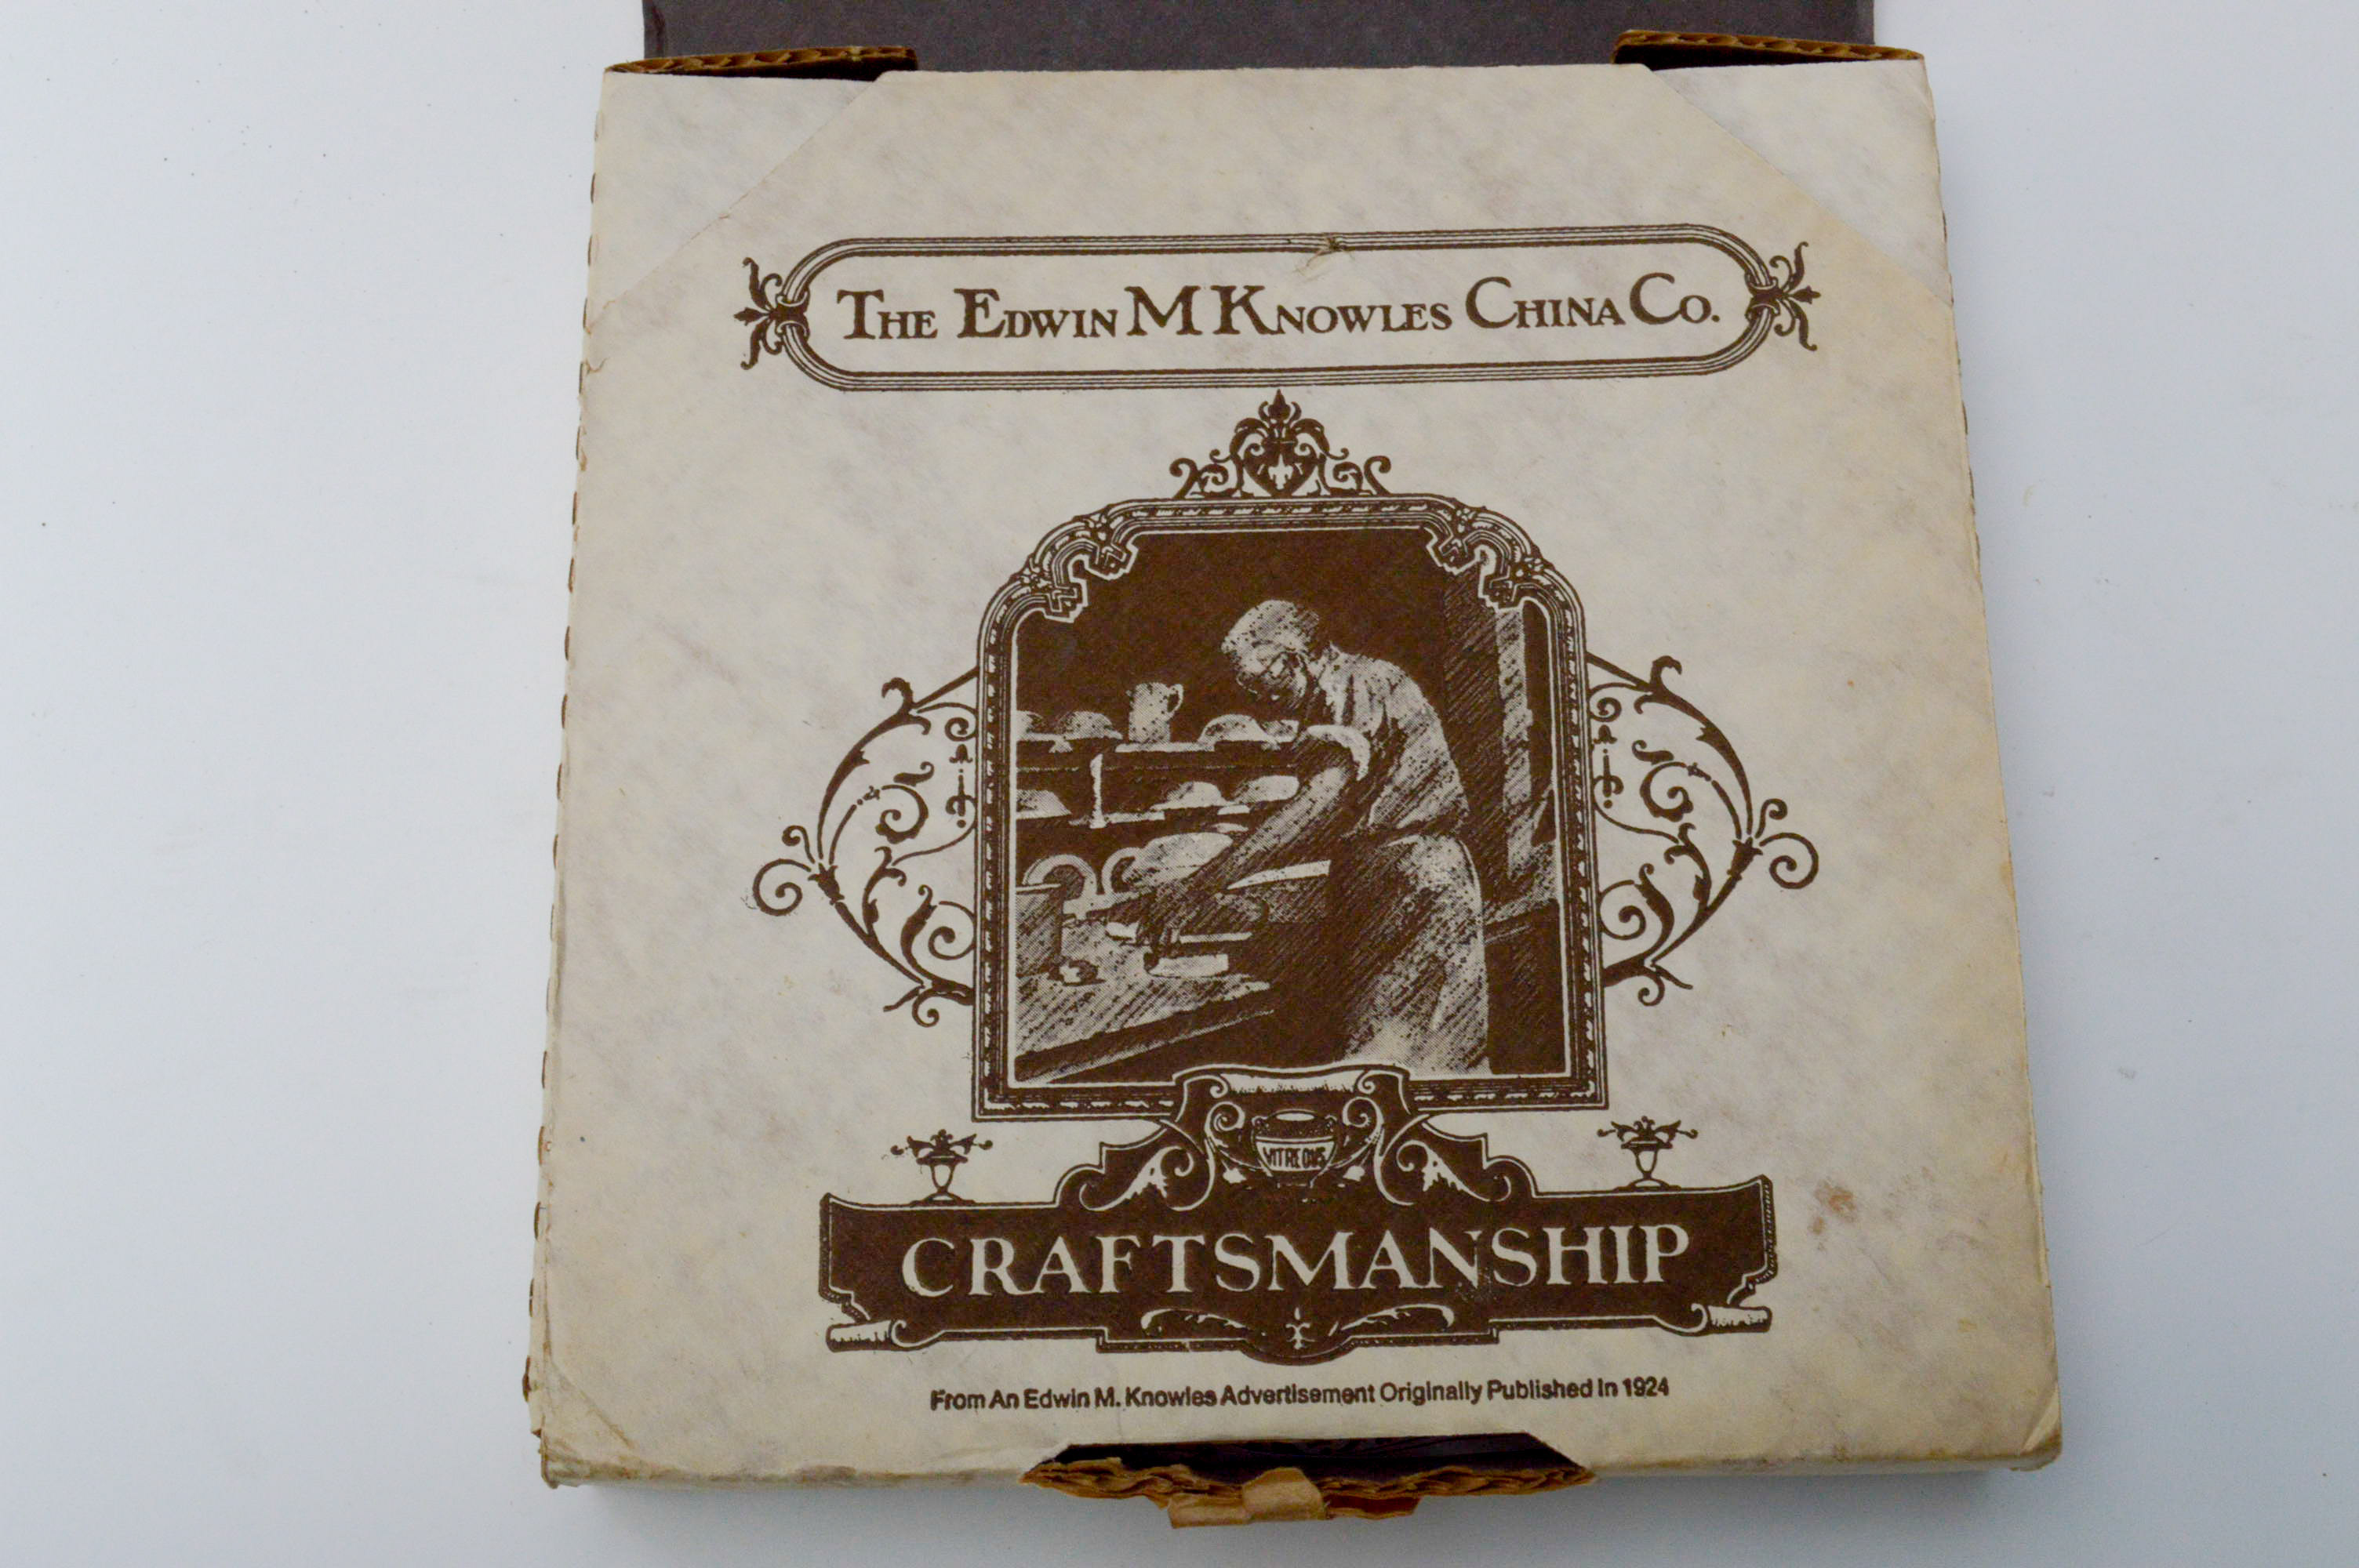 THE EDWIN M KNOWLES CHINA CO.
VITREOUS
CRAFTSMANSHIP
From An Edwin M. Knowles Advertisement Originally Published In 1924